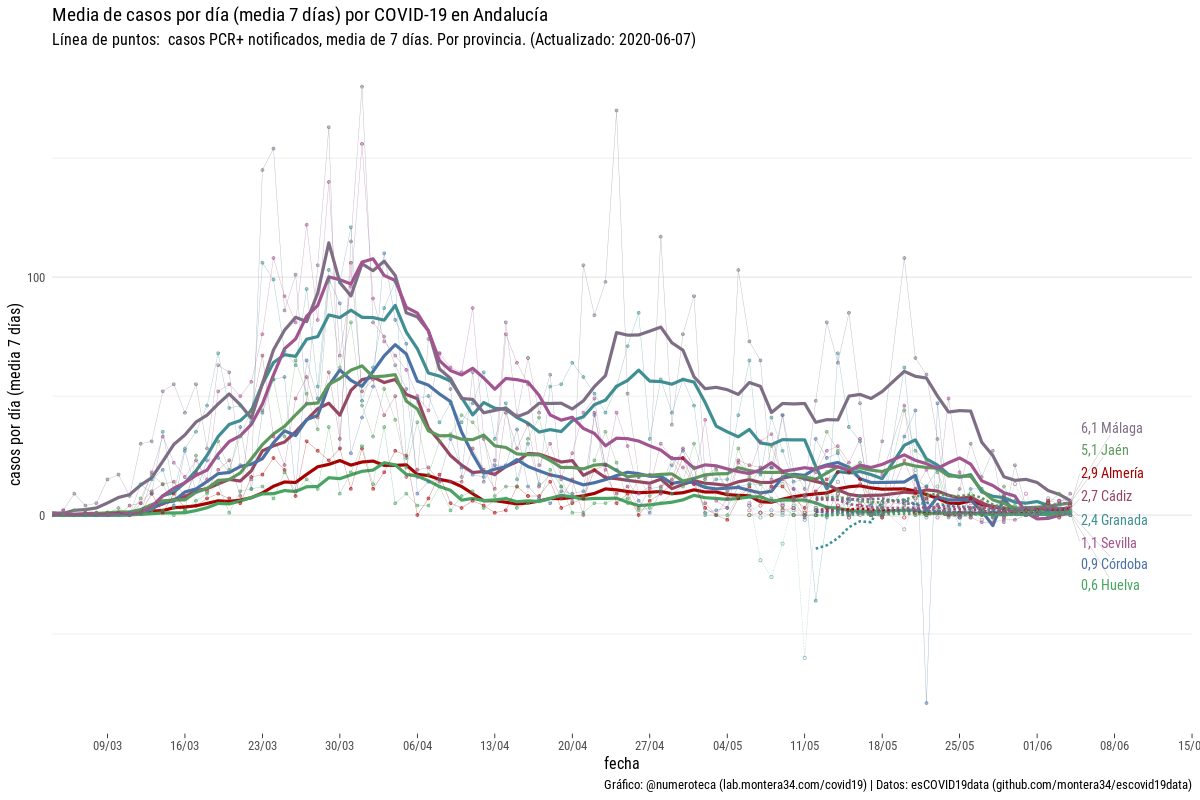 Media de casos por día (media 7 días) por COVID-19 en Andalucía
Línea de puntos:  casos PCR+ notificados, media de 7 días. Por provincia. (Actualizado: 2020-06-07)
casos por día (media 7 días)
100
0
6,1 Málaga
5,1 Jaén
2,9 Almería
2,7 Cádiz
2,4 Granada
1,1 Sevilla
0,9 Córdoba
0,6 Huelva
09/03 16/03 23/03 30/03 06/04 13/04 20/04 27/04 04/05 11/05 18/05 25/05 01/06 08/06 15/0
fecha
Gráfico: @numeroteca (lab.montera34.com/covid19) | Datos: esCOVID19data (github.com/montera34/escovid19data)